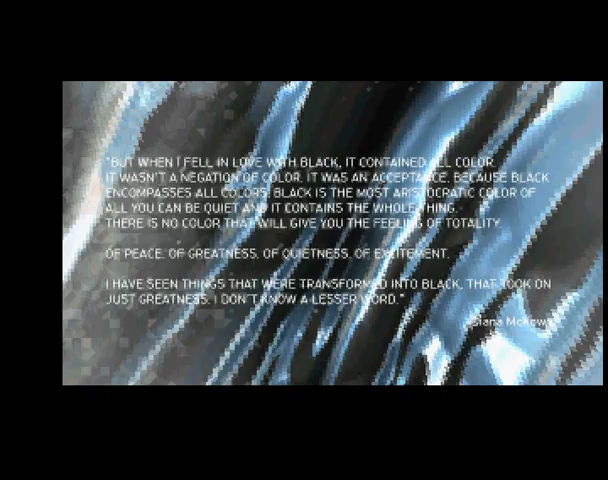 "BUT WHEN I FELL IN LOVE WITH BLACK, IT CONTAINED ALL COLOR.
IT WASN'T A NEGATION OF COLOR. IT WAS AN ACCEPTANCE. BECAUSE BLACK
ENCOMPASSES ALL COLORS. BLACK IS THE MOST ARISTOCRATIC COLOR OF
ALL YOU CAN BE QUIET AND IT CONTAINS THE WHOLE THING.
THERE IS NO COLOR THAT WILL GIVE YOU THE FEELING OF TOTALITY.
OF PEACE. OF GREATNESS. OF QUIETNESS. OF EXCITEMENT.
I HAVE SEEN THINGS THAT WERE TRANSFORMED INTO BLACK, THAT TOOK ON
JUST GREATNESS. I DON'T KNOW A LESSER WORD."